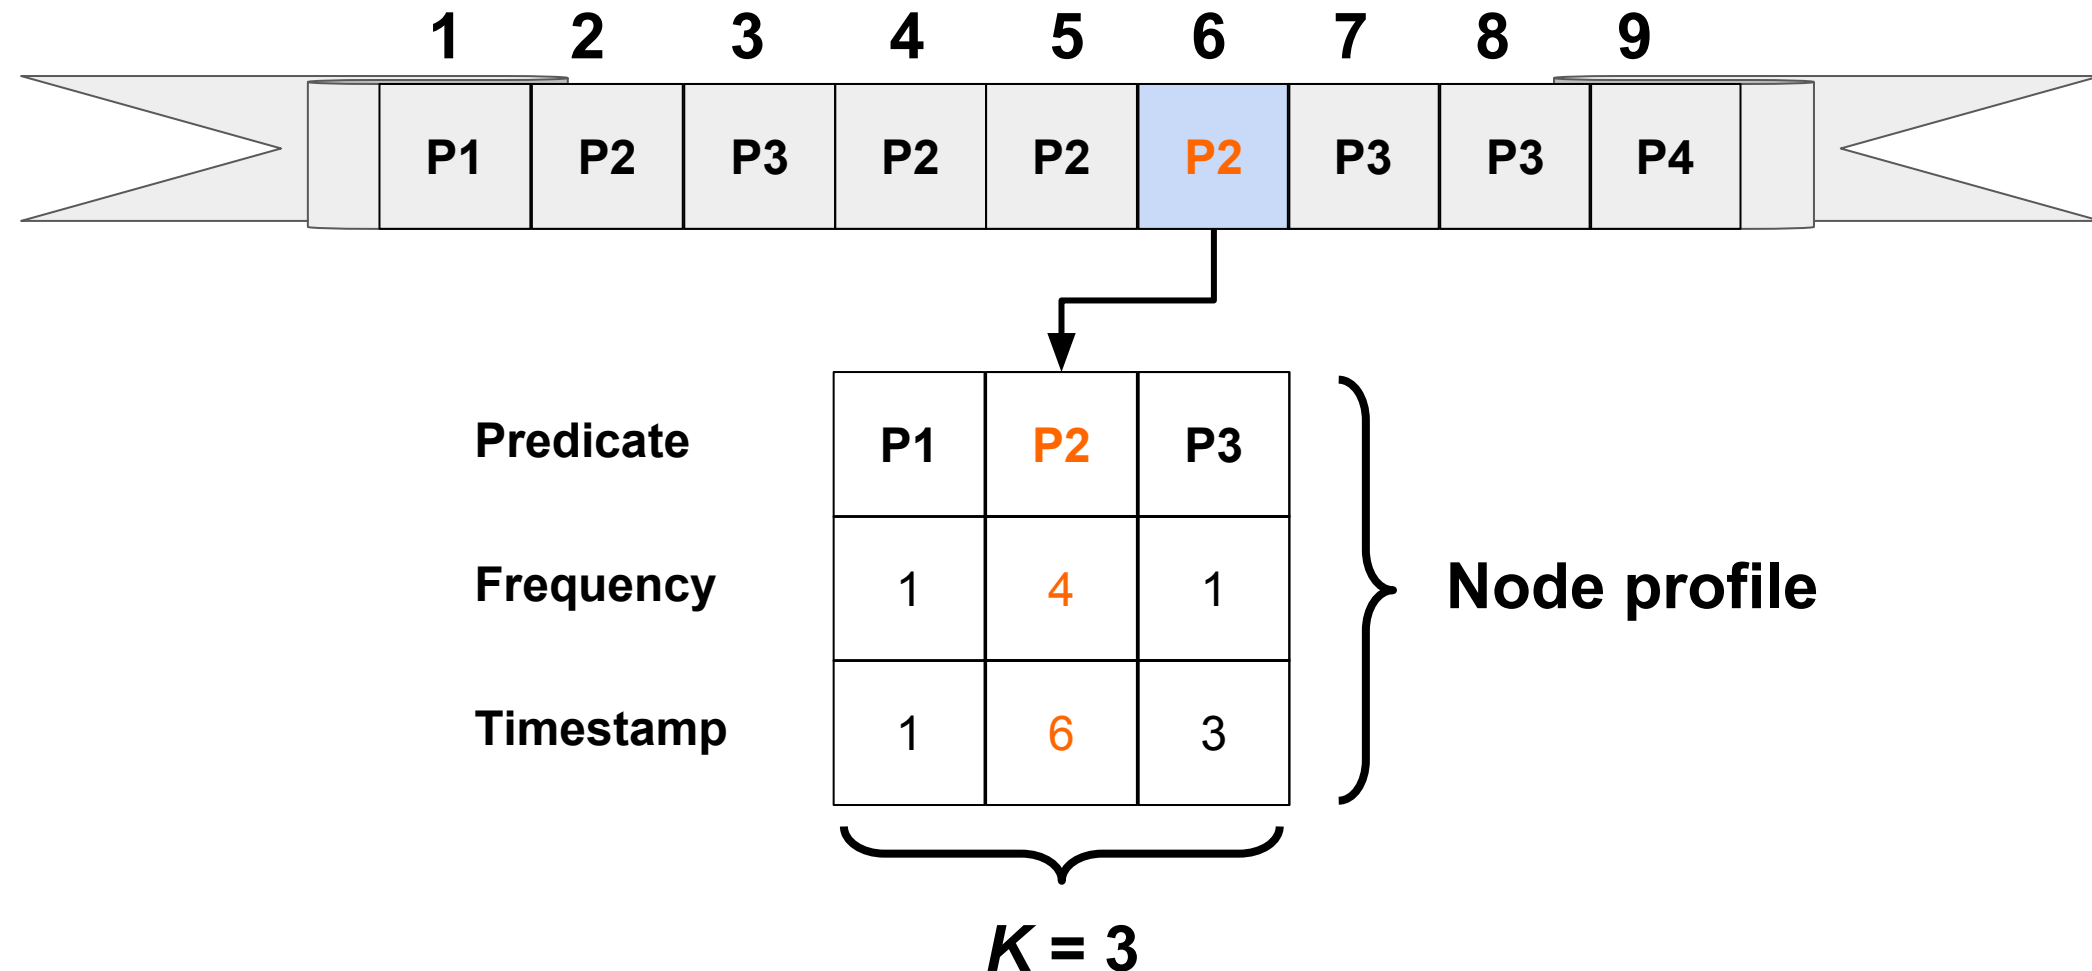 1 2 3 4 5 6 7 8 9
P1 P2 P3 P2 P2 P2 P3 P3 P4
Predicate P1 P2 P3
Frequency 1 4 1
Node profile
Timestamp 1 6 3
K = 3